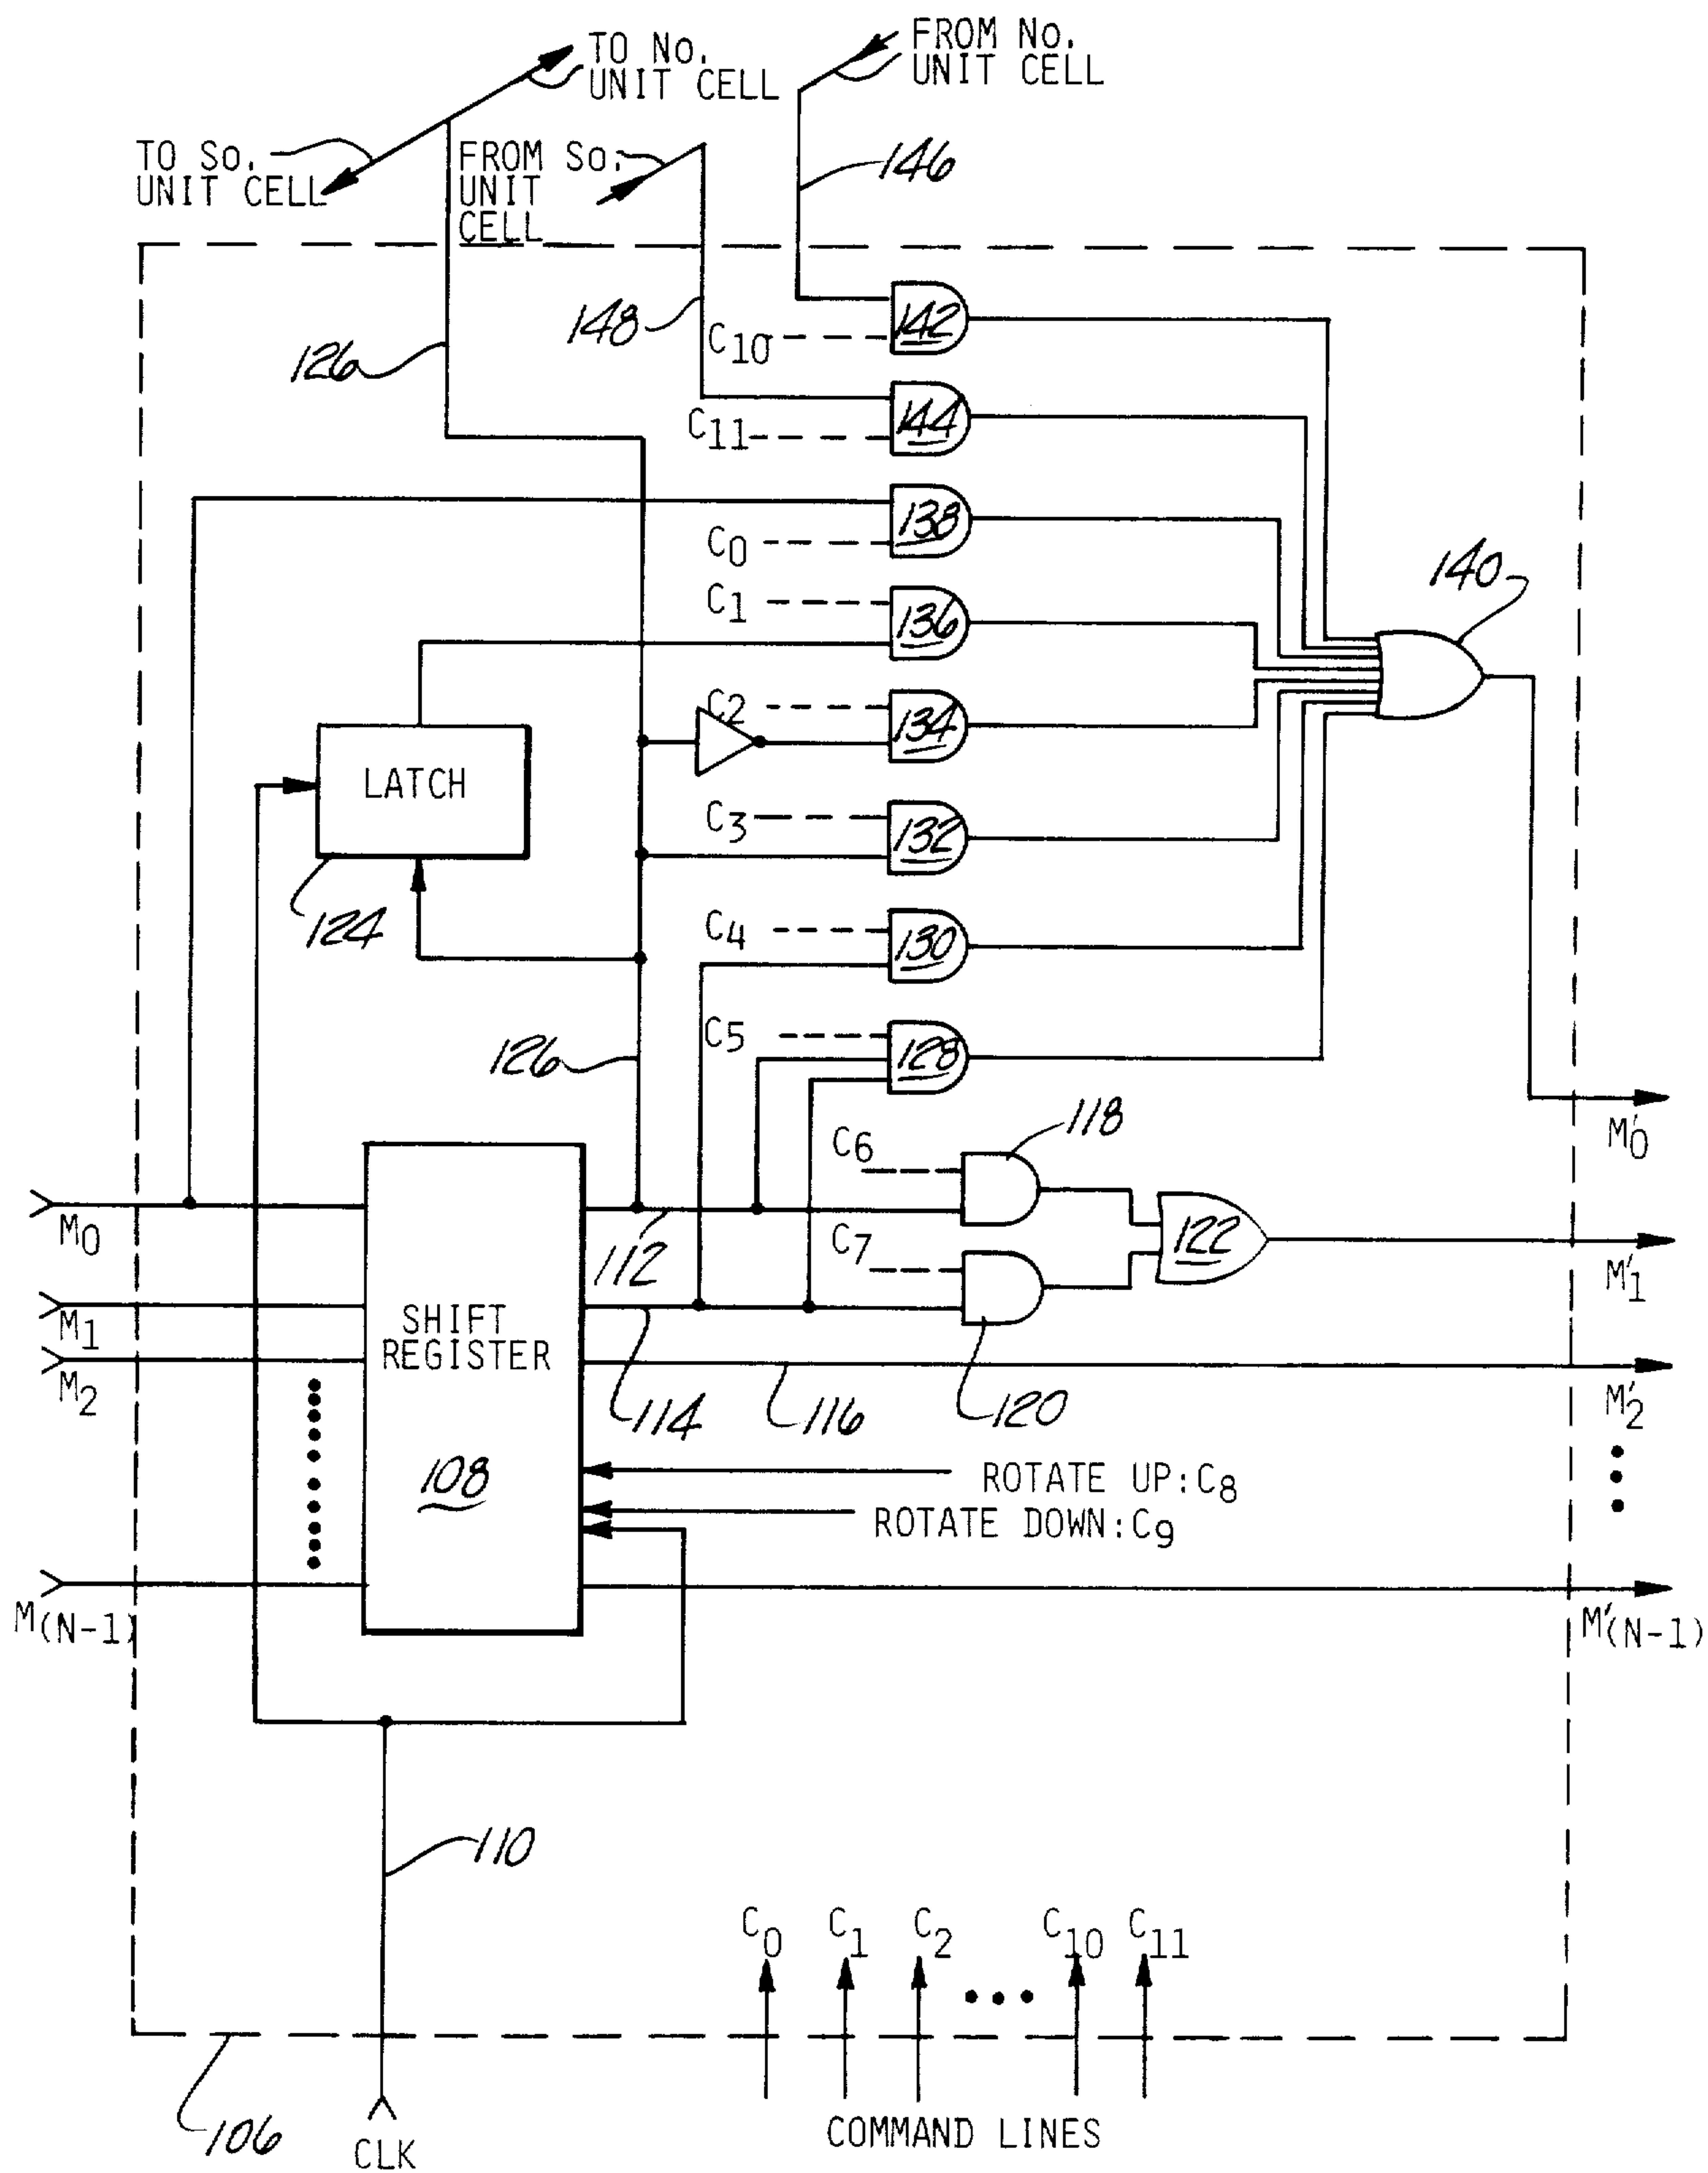 TO No.
UNIT CELL
FROM No.
UNIT CELL
TO So.
UNIT CELL
FROM So.
UNIT
CELL
146
148
126
C10
142
C11
144
C0
138
C1
136
140
C2
134
LATCH
124
C3
132
C4
130
C5
128
126
118
C6
M0
112
C7
122
M'0
M'1
M1
M2
SHIFT
REGISTER
108
114
116
120
M'2
ROTATE UP:C8
ROTATE DOWN:C9
M(N-1)
M'(N-1)
110
C0 C1 C2 C10 C11
106
CLK
COMMAND LINES